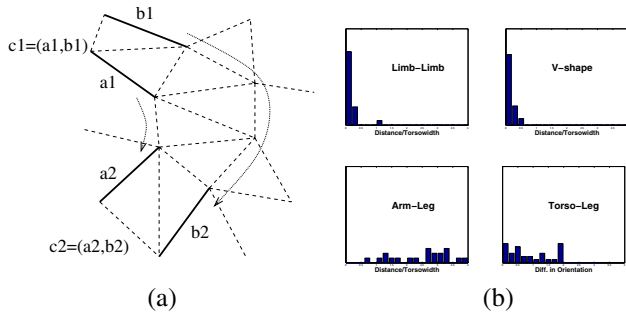 b1
c1=(a1,b1)
a1
a2
b2
c2=(a2,b2)
(a)
Limb-Limb
Distance/Torsowidth
V-shape
Distance/Torsowidth
Arm-Leg
Distance/Torsowidth
Torso-Leg
Diff. in Orientation
(b)